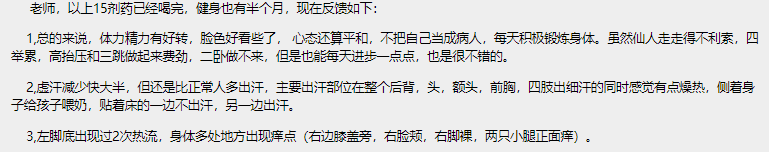 老师，以上15剂药已经喝完，健身也有半个月，现在反馈如下：
1,总的来说，体力精力有好转，脸色好看些了， 心态还算平和，不把自己当成病人，每天积极锻炼身体。虽然仙人走走得不利索，四
举累，高抬压和三跳做起来费劲，二卧做不来，但是也能每天进步一点点，也是很不错的。
2,虚汗减少快大半，但还是比正常人多出汗，主要出汗部位在整个后背，头，额头，前胸，四肢出细汗的同时感觉有点燥热，侧着身
子给孩子喂奶，贴着床的一边不出汗，另一边出汗。
3,左脚底出现过2次热流，身体多处地方出现痒点（右边膝盖旁，右脸颊，右脚裸，两只小腿正面痒）。